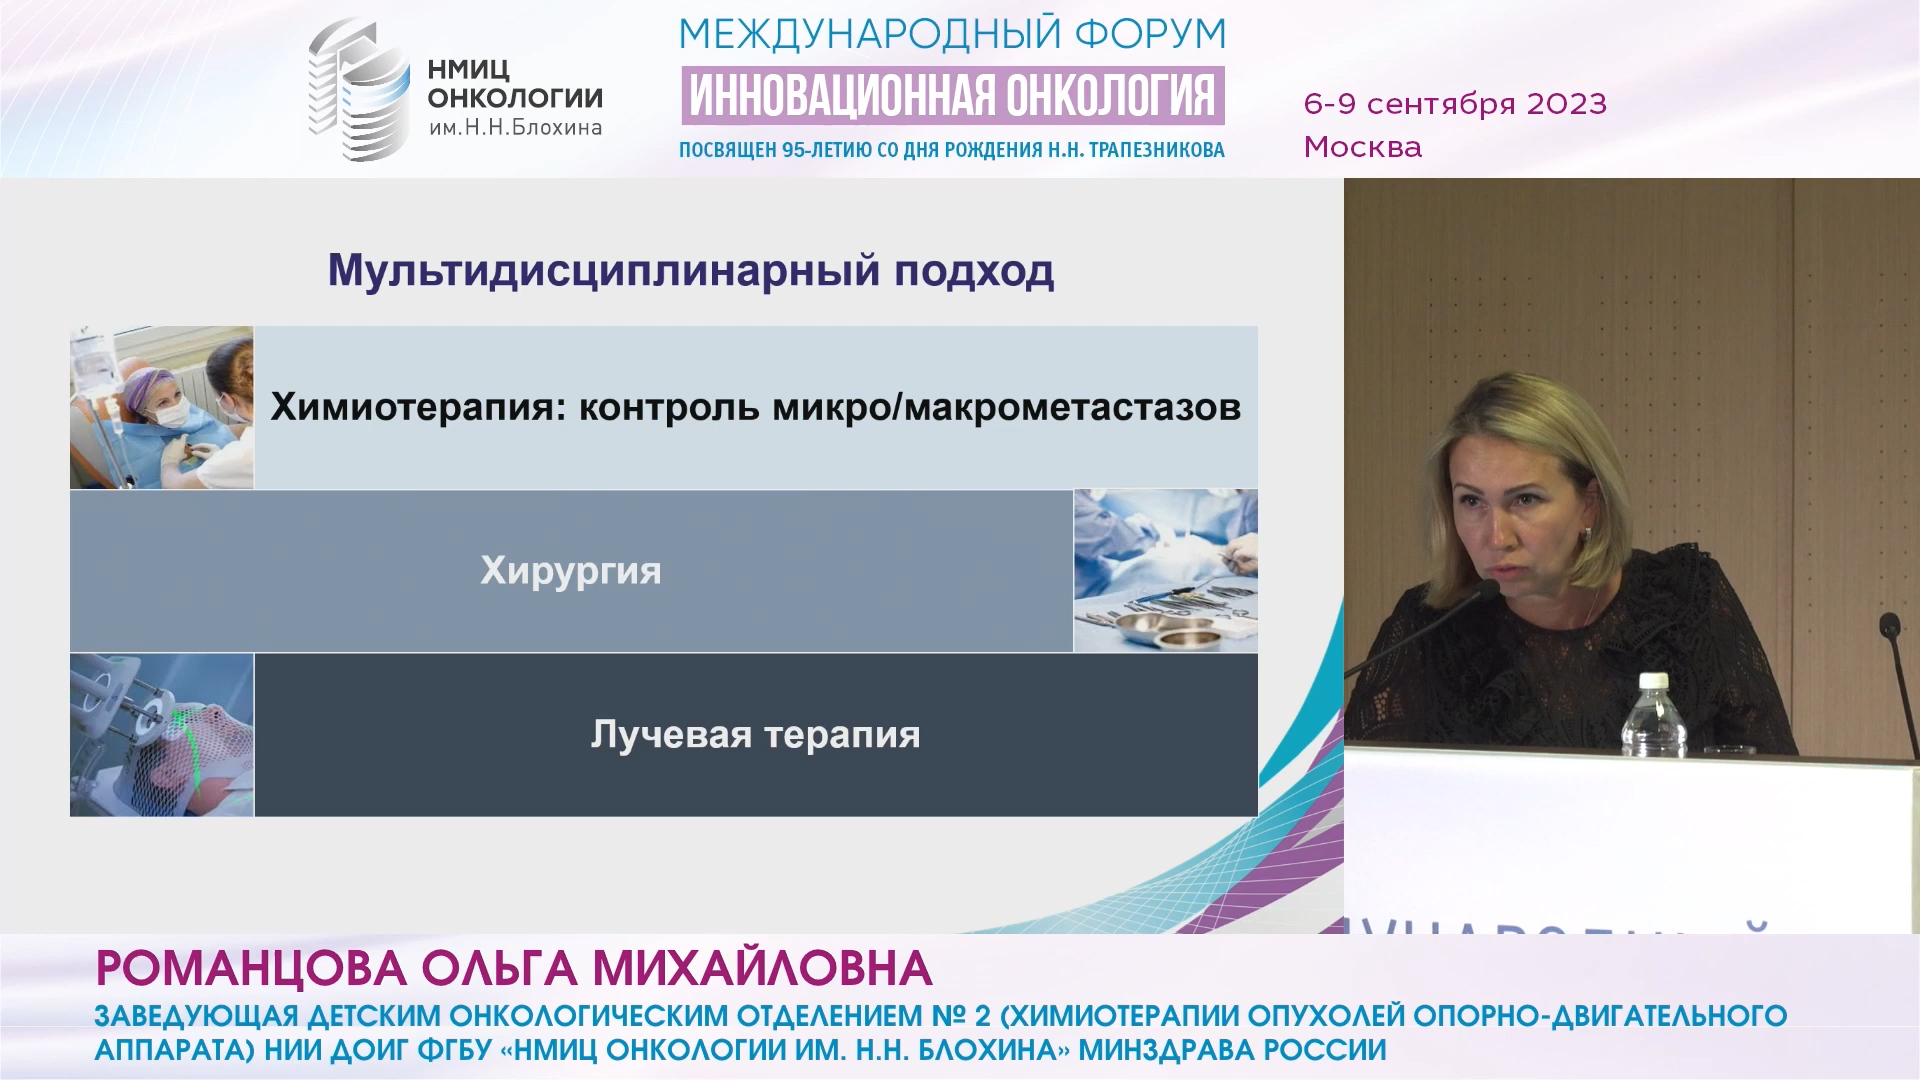 НМИЦ
ОНКОЛОГИИ
им.Н.Н.Блохина
МЕЖДУНАРОДНЫЙ ФОРУМ
ИННОВАЦИОННАЯ ОНКОЛОГИЯ
ПОСВЯЩЕН 95-ЛЕТИЮ СО ДНЯ РОЖДЕНИЯ Н.Н. ТРАПЕЗНИКОВА
6-9 сентября 2023
Москва
Мультидисциплинарный подход
Химиотерапия: контроль микро/макрометастазов
Хирургия
Лучевая терапия
РОМАНЦОВА ОЛЬГА МИХАЙЛОВНА
ЗАВЕДУЮЩАЯ ДЕТСКИМ ОНКОЛОГИЧЕСКИМ ОТДЕЛЕНИЕМ № 2 (ХИМИОТЕРАПИИ ОПУХОЛЕЙ ОПОРНО-ДВИГАТЕЛЬНОГО
АППАРАТА) НИИ ДОИГ ФГБУ «НМИЦ ОНКОЛОГИИ ИМ. Н.Н. БЛОХИНА» МИНЗДРАВА РОССИИ